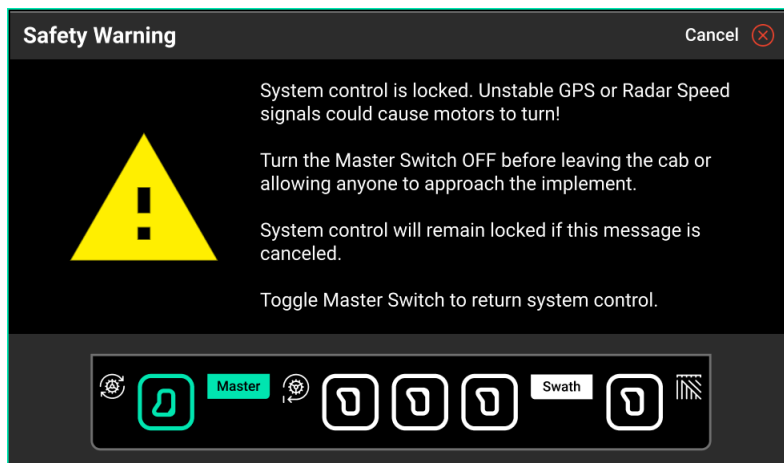 Safety Warning
Cancel
System control is locked. Unstable GPS or Radar Speed
signals could cause motors to turn!
Turn the Master Switch OFF before leaving the cab or
allowing anyone to approach the implement.
System control will remain locked if this message is
canceled.
Toggle Master Switch to return system control.
Master
Swath